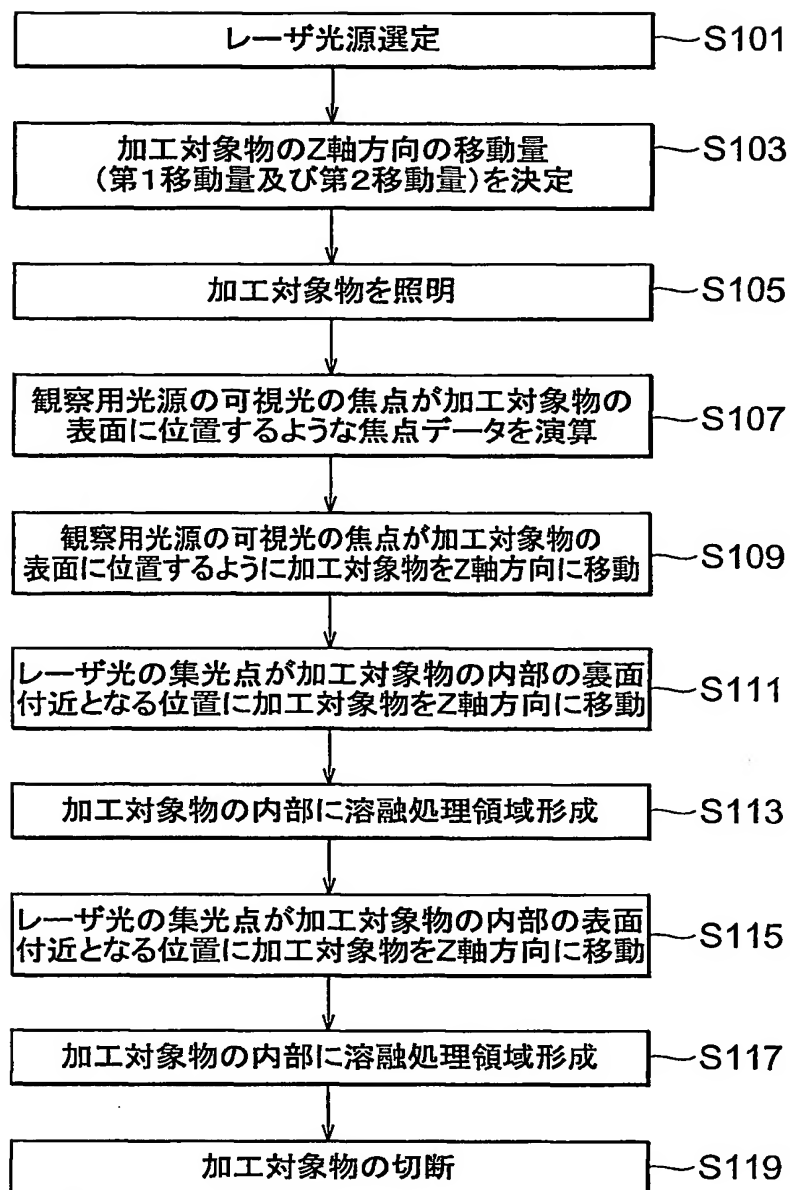 レーザ光源選定
S101
加工対象物のZ軸方向の移動量
(第1移動量及び第2移動量)を決定
S103
加工対象物を照明
S105
観察用光源の可視光の焦点が加工対象物の
表面に位置するような焦点データを演算
S107
観察用光源の可視光の焦点が加工対象物の
表面に位置するように加工対象物をZ軸方向に移動
S109
レーザ光の集光点が加工対象物の内部の裏面
付近となる位置に加工対象物をZ軸方向に移動
S111
加工対象物の内部に溶融処理領域形成
S113
レーザ光の集光点が加工対象物の内部の表面
付近となる位置に加工対象物をZ軸方向に移動
S115
加工対象物の内部に溶融処理領域形成
S117
加工対象物の切断
S119